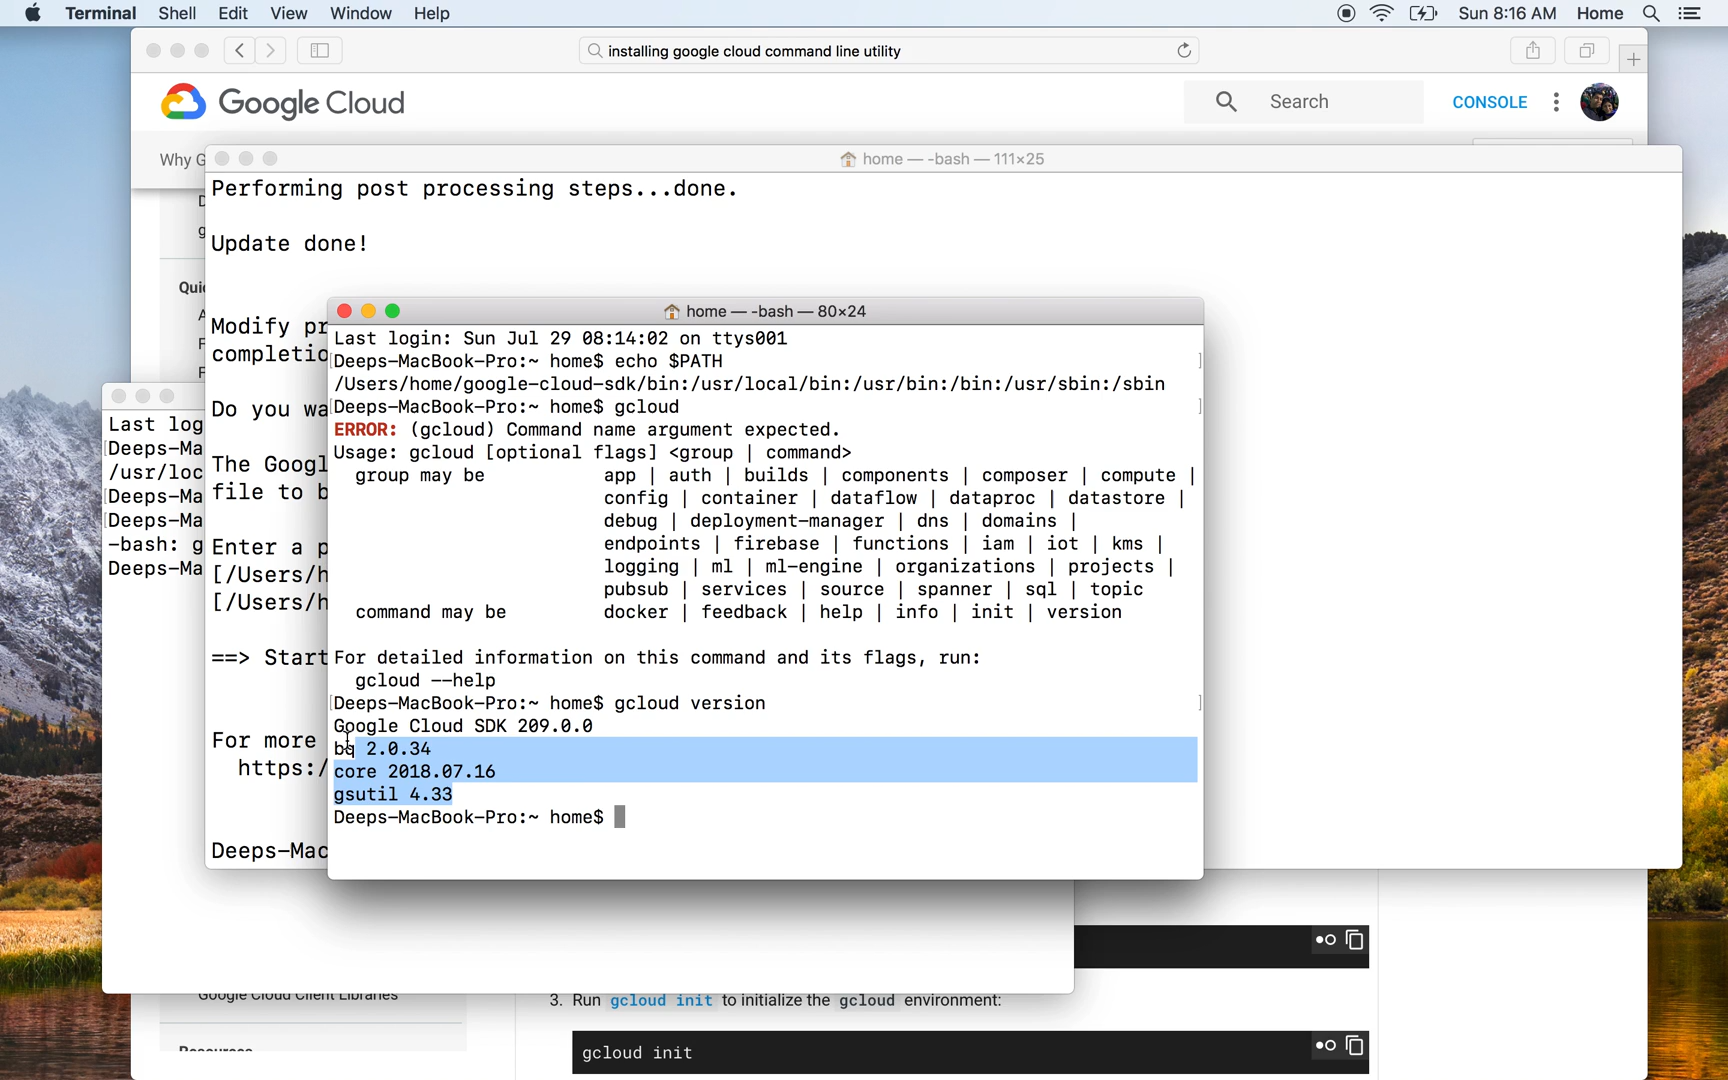 Terminal Shell Edit View Window Help Sun 8:16 AM Home
installing google cloud command line utility
Google Cloud Search CONSOLE
Why G
home — -bash — 111×25
Performing post processing steps...done.
Update done!
Quic
Modify pr
completio
Do you wa
The Googl
file to b
Enter a p
[/Users/h
[/Users/h
==> Start
For more
https:/
Deeps-Mac
Last log
[Deeps-Ma
/usr/loc
[Deeps-Ma
[Deeps-Ma
-bash: g
Deeps-Ma
home — -bash — 80×24
Last login: Sun Jul 29 08:14:02 on ttys001
[Deeps-MacBook-Pro:~ home$ echo $PATH ]
/Users/home/google-cloud-sdk/bin:/usr/local/bin:/usr/bin:/bin:/usr/sbin:/sbin
[Deeps-MacBook-Pro:~ home$ gcloud ]
ERROR: (gcloud) Command name argument expected.
Usage: gcloud [optional flags] <group | command>
group may be app | auth | builds | components | composer | compute |
config | container | dataflow | dataproc | datastore |
debug | deployment-manager | dns | domains |
endpoints | firebase | functions | iam | iot | kms |
logging | ml | ml-engine | organizations | projects |
pubsub | services | source | spanner | sql | topic
command may be docker | feedback | help | info | init | version
For detailed information on this command and its flags, run:
gcloud --help
[Deeps-MacBook-Pro:~ home$ gcloud version ]
Google Cloud SDK 209.0.0
bq 2.0.34
core 2018.07.16
gsutil 4.33
Deeps-MacBook-Pro:~ home$
Google Cloud Client Libraries
Resources
3. Run gcloud init to initialize the gcloud environment:
gcloud init